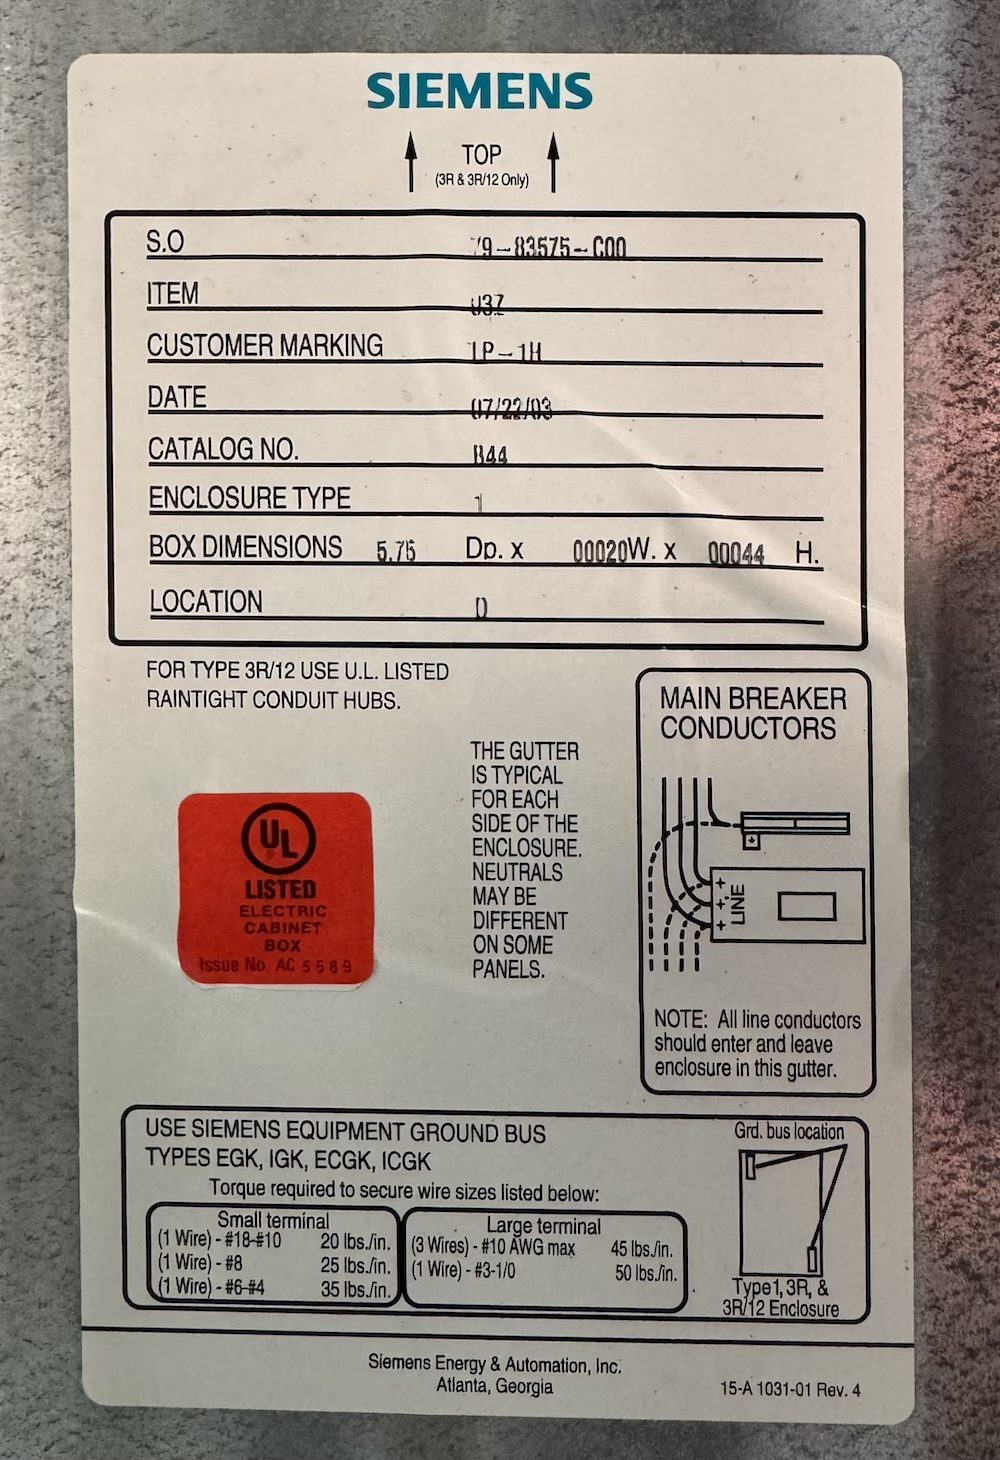 SIEMENS
TOP
(3R & 3R/12 Only)
S.O 79-83575-C00
ITEM 03Z
CUSTOMER MARKING LP-1H
DATE 07/22/03
CATALOG NO. B44
ENCLOSURE TYPE 1
BOX DIMENSIONS 5.75 Dp. x 00020W. x 00044 H.
LOCATION
FOR TYPE 3R/12 USE U.L. LISTED
RAINTIGHT CONDUIT HUBS.
UL
LISTED
ELECTRIC
CABINET
BOX
Issue No. AC 5589
THE GUTTER
IS TYPICAL
FOR EACH
SIDE OF THE
ENCLOSURE.
NEUTRALS
MAY BE
DIFFERENT
ON SOME
PANELS.
MAIN BREAKER
CONDUCTORS
LINE
NOTE: All line conductors
should enter and leave
enclosure in this gutter.
USE SIEMENS EQUIPMENT GROUND BUS
TYPES EGK, IGK, ECGK, ICGK
Torque required to secure wire sizes listed below:
Small terminal
(1 Wire) - #18-#10 20 lbs./in.
(1 Wire) - #8 25 lbs./in.
(1 Wire) - #6-#4 35 lbs./in.
Large terminal
(3 Wires) - #10 AWG max 45 lbs./in.
(1 Wire) - #3-1/0 50 lbs./in.
Grd. bus location
Type1, 3R, &
3R/12 Enclosure
Siemens Energy & Automation, Inc.
Atlanta, Georgia
15-A 1031-01 Rev. 4